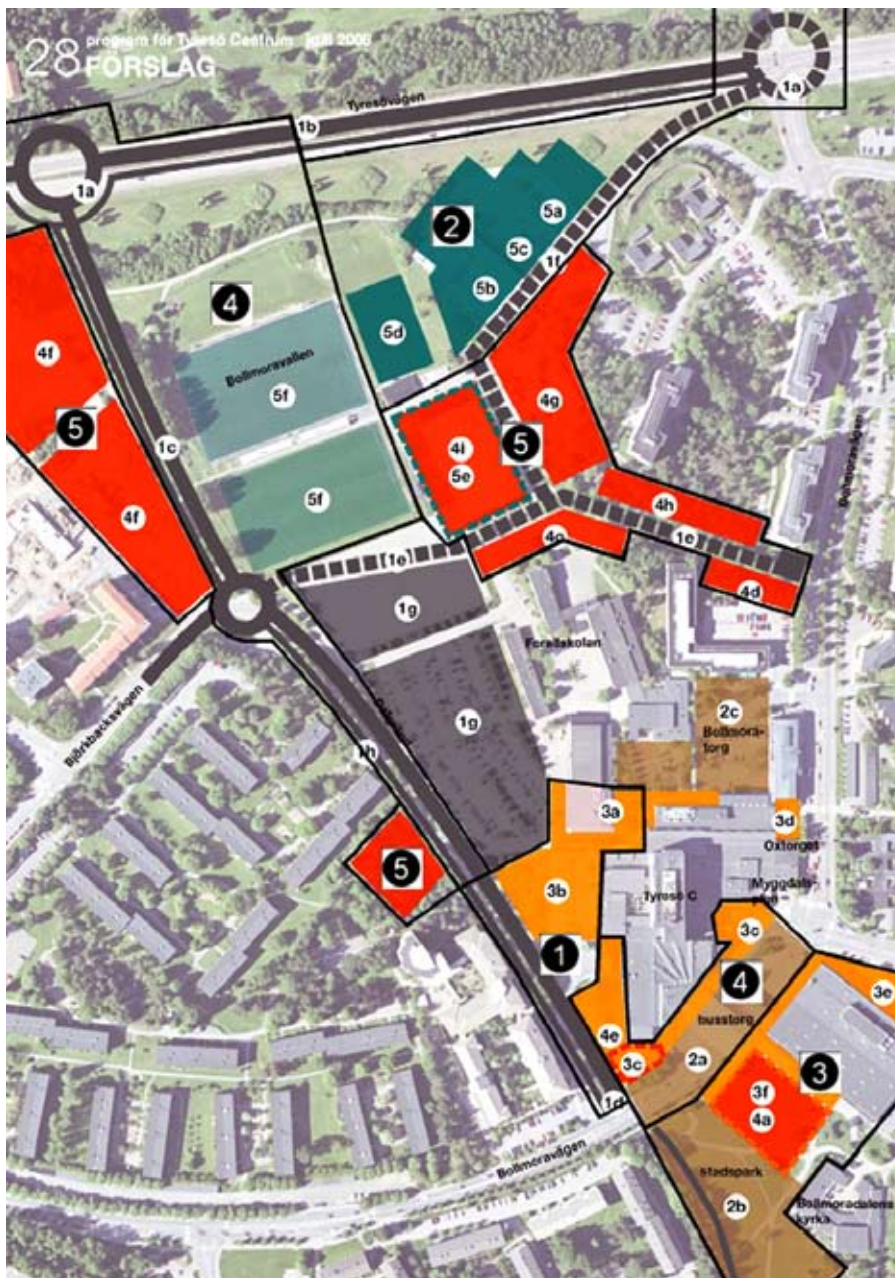 28 program för Tyresö Centrum juli 2006
FÖRSLAG
1a
Tyresövägen
1b
1a
2
5a
5c
1f
5b
4
5d
4f
Bollmoravallen
5f
4g
5
1c
4i
5
5e
Bollmoravägen
4f
5f
4h
1e
4c
1e
4d
1g
Forellskolan
Björkbacksvägen
1g
2c
Bollmora-
torg
1h
3a
3d
Oxtorget
5
3b
Tyresö C
Myggdals-
1
3c
4
3e
busstorg
4e
3c
2a
3
3f
4a
1d
Bollmoravägen
stadspark
2b
Bollmoradalens
kyrka